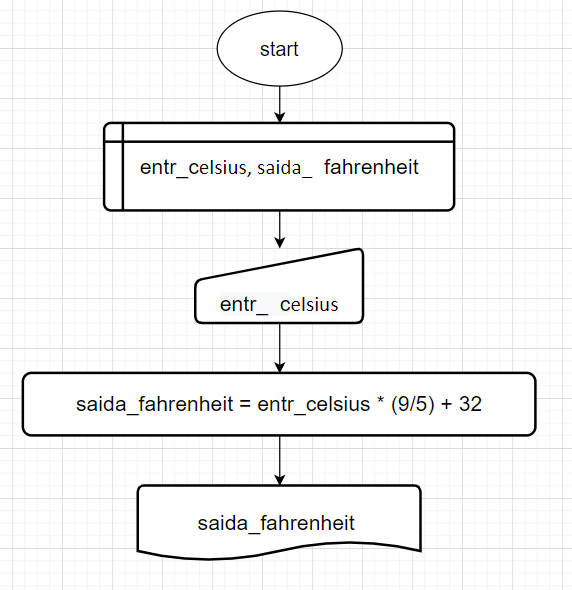 start
entr_celsius, saida_ fahrenheit
entr_ celsius
saida_fahrenheit = entr_celsius * (9/5) + 32
saida_fahrenheit